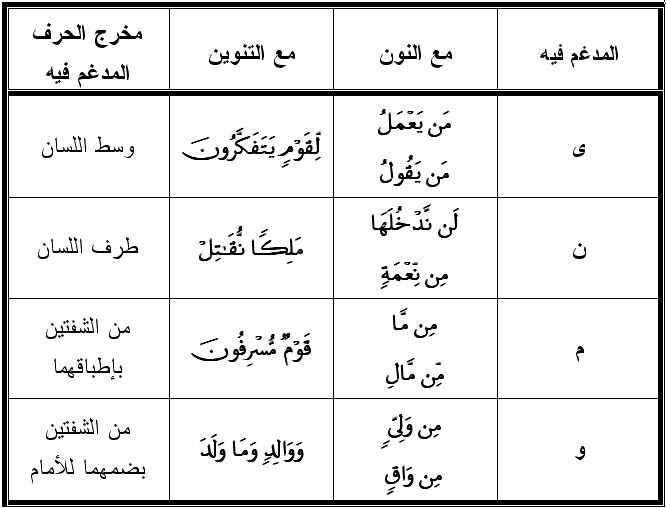 المدغم فيه
مع النون
مع التنوين
مخرج الحرف
المدغم فيه
ى
مَن يَعْمَلُ
مَن يَقُولُ
لِّقَوْمٍ يَتَفَكَّرُونَ
وسط اللسان
ن
لَن نَّدْخُلَهَا
مِن نِّعْمَةٍ
مَلِكًا نُّقَٰتِلْ
طرف اللسان
م
مِن مَّا
مِّن مَّالِ
قَوْمٌ مُّسْرِفُونَ
من الشفتين
بإطباقهما
و
مِن وَلِىٍّ
مِن وَاقٍ
وَوَالِدٍ وَمَا وَلَدَ
من الشفتين
بضمهما للأمام